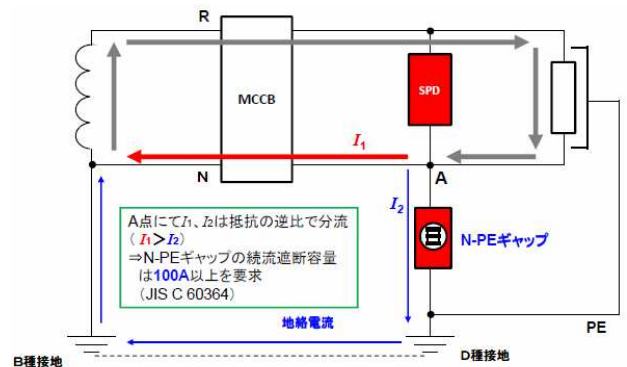 R
MCCB
SPD
I1
N
A
I2
A点にてI1、I2は抵抗の逆比で分流
( I1>I2)
⇒N-PEギャップの続流遮断容量
は100A以上を要求
(JIS C 60364)
N-PEギャップ
地絡電流
PE
B種接地
D種接地